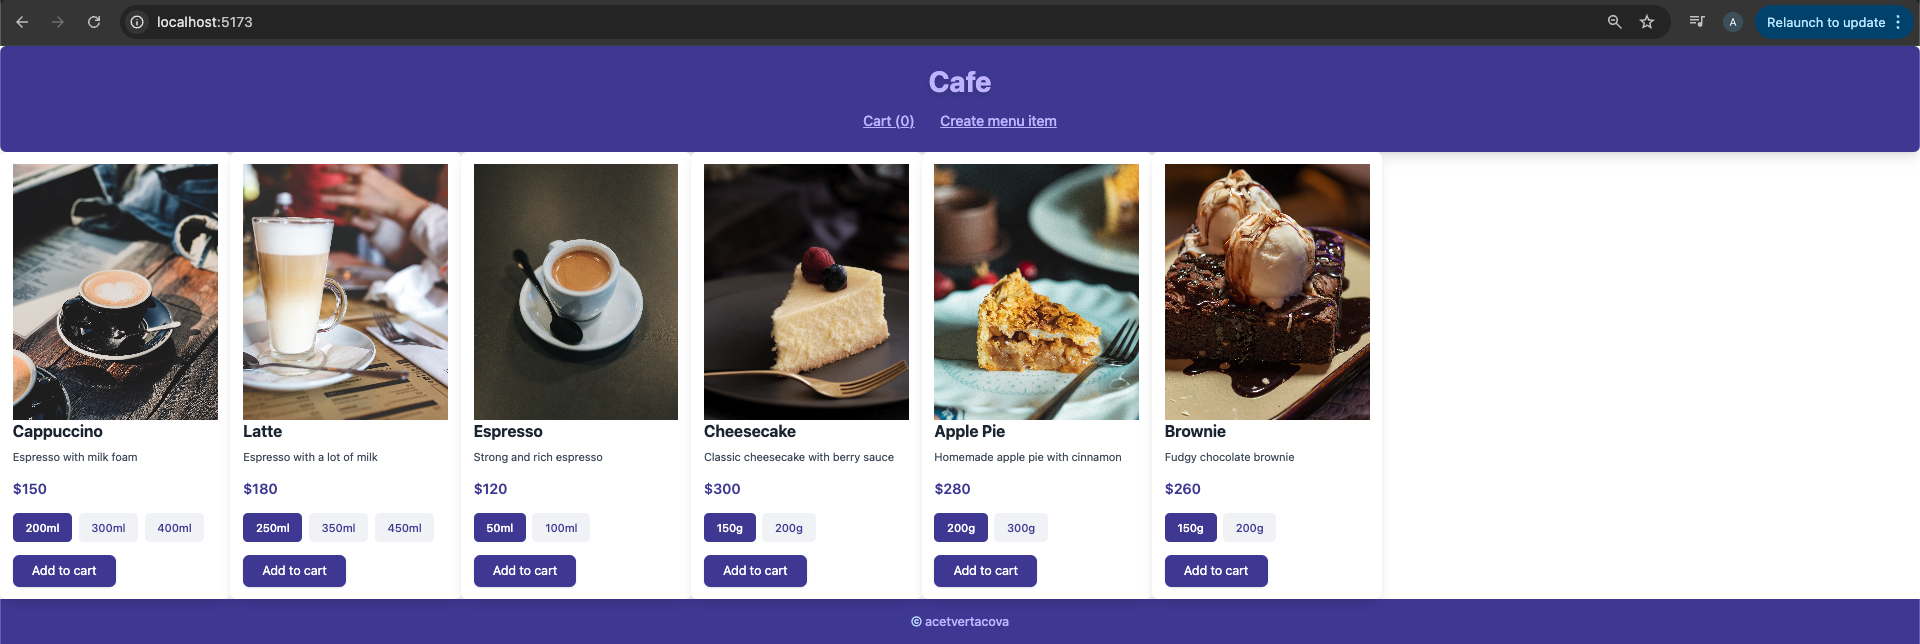 localhost:5173
A
Relaunch to update
Cafe
Cart (0) Create menu item
Cappuccino
Espresso with milk foam
$150
200ml 300ml 400ml
Add to cart
Latte
Espresso with a lot of milk
$180
250ml 350ml 450ml
Add to cart
Espresso
Strong and rich espresso
$120
50ml 100ml
Add to cart
Cheesecake
Classic cheesecake with berry sauce
$300
150g 200g
Add to cart
Apple Pie
Homemade apple pie with cinnamon
$280
200g 300g
Add to cart
Brownie
Fudgy chocolate brownie
$260
150g 200g
Add to cart
© acetvertacova